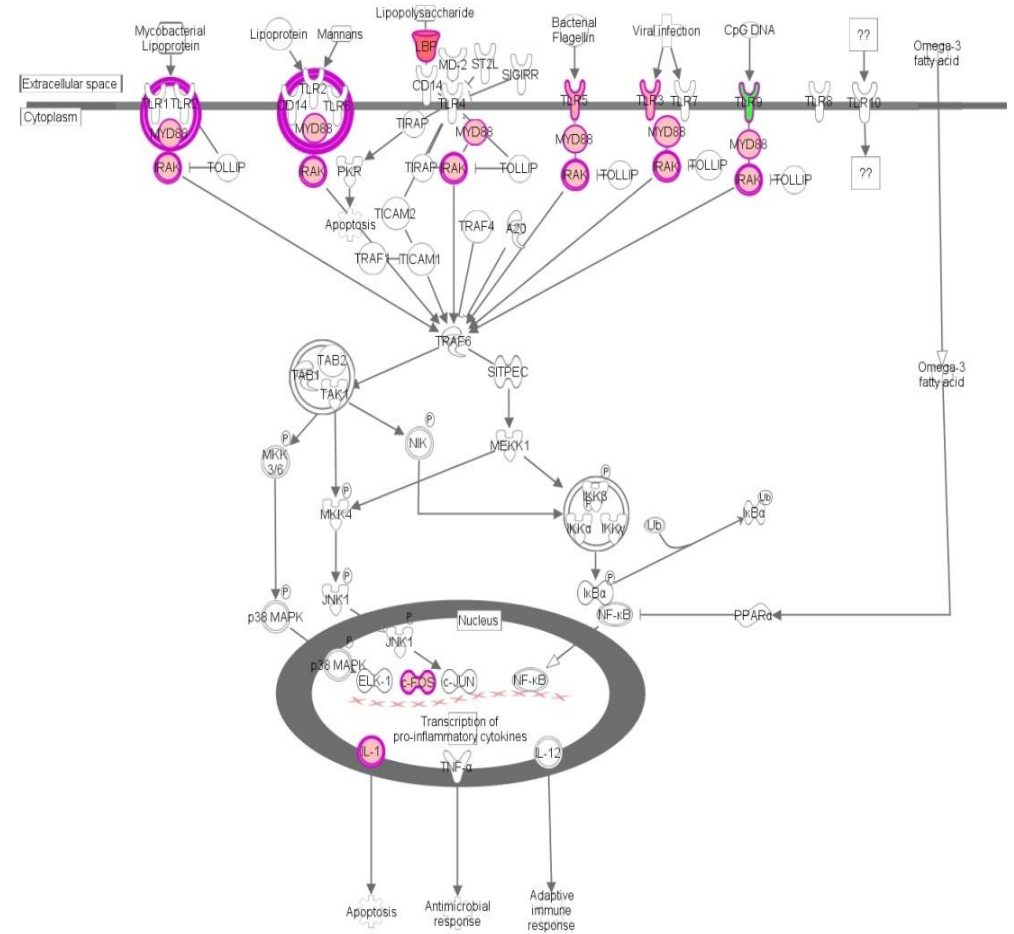 Lipopolysaccharide
Mycobacterial
Lipoprotein
Lipoprotein
Mannans
LBP
Bacterial
Flagellin
Viral infection
CpG DNA
??
Omega-3
fatty acid
Extracellular space
Cytoplasm
MD-2
ST2L
SIGIRR
CD14
TLR1
TLR2
MYD88
IRAK
TOLLIP
TLR2
CD14
TLR6
MYD88
IRAK
TLR4
TIRAP
MYD88
PKR
TIRAP
IRAK
TOLLIP
TLR5
MYD88
IRAK
TOLLIP
TLR3
TLR7
MYD88
IRAK
TOLLIP
TLR9
MYD88
IRAK
TOLLIP
TLR8
TLR10
??
Apoptosis
TICAM2
TRAF4
A20
TRAF1
TICAM1
TRAF6
TAB2
TAB1
TAK1
SITPEC
Omega-3
fatty acid
P
NIK
MEKK1
P
MKK
3/6
P
MKK4
P
IKKβ
P
IKKα
IKKγ
Ub
Ub
IκBα
P
p38 MAPK
P
JNK1
P
IκBα
NF-κB
PPARα
Nucleus
P
JNK1
P
p38 MAPK
ELK-1
c-FOS
c-JUN
NF-κB
Transcription of
pro-inflammatory cytokines
IL-1
TNF-α
IL-12
Apoptosis
Antimicrobial
response
Adaptive
immune
response